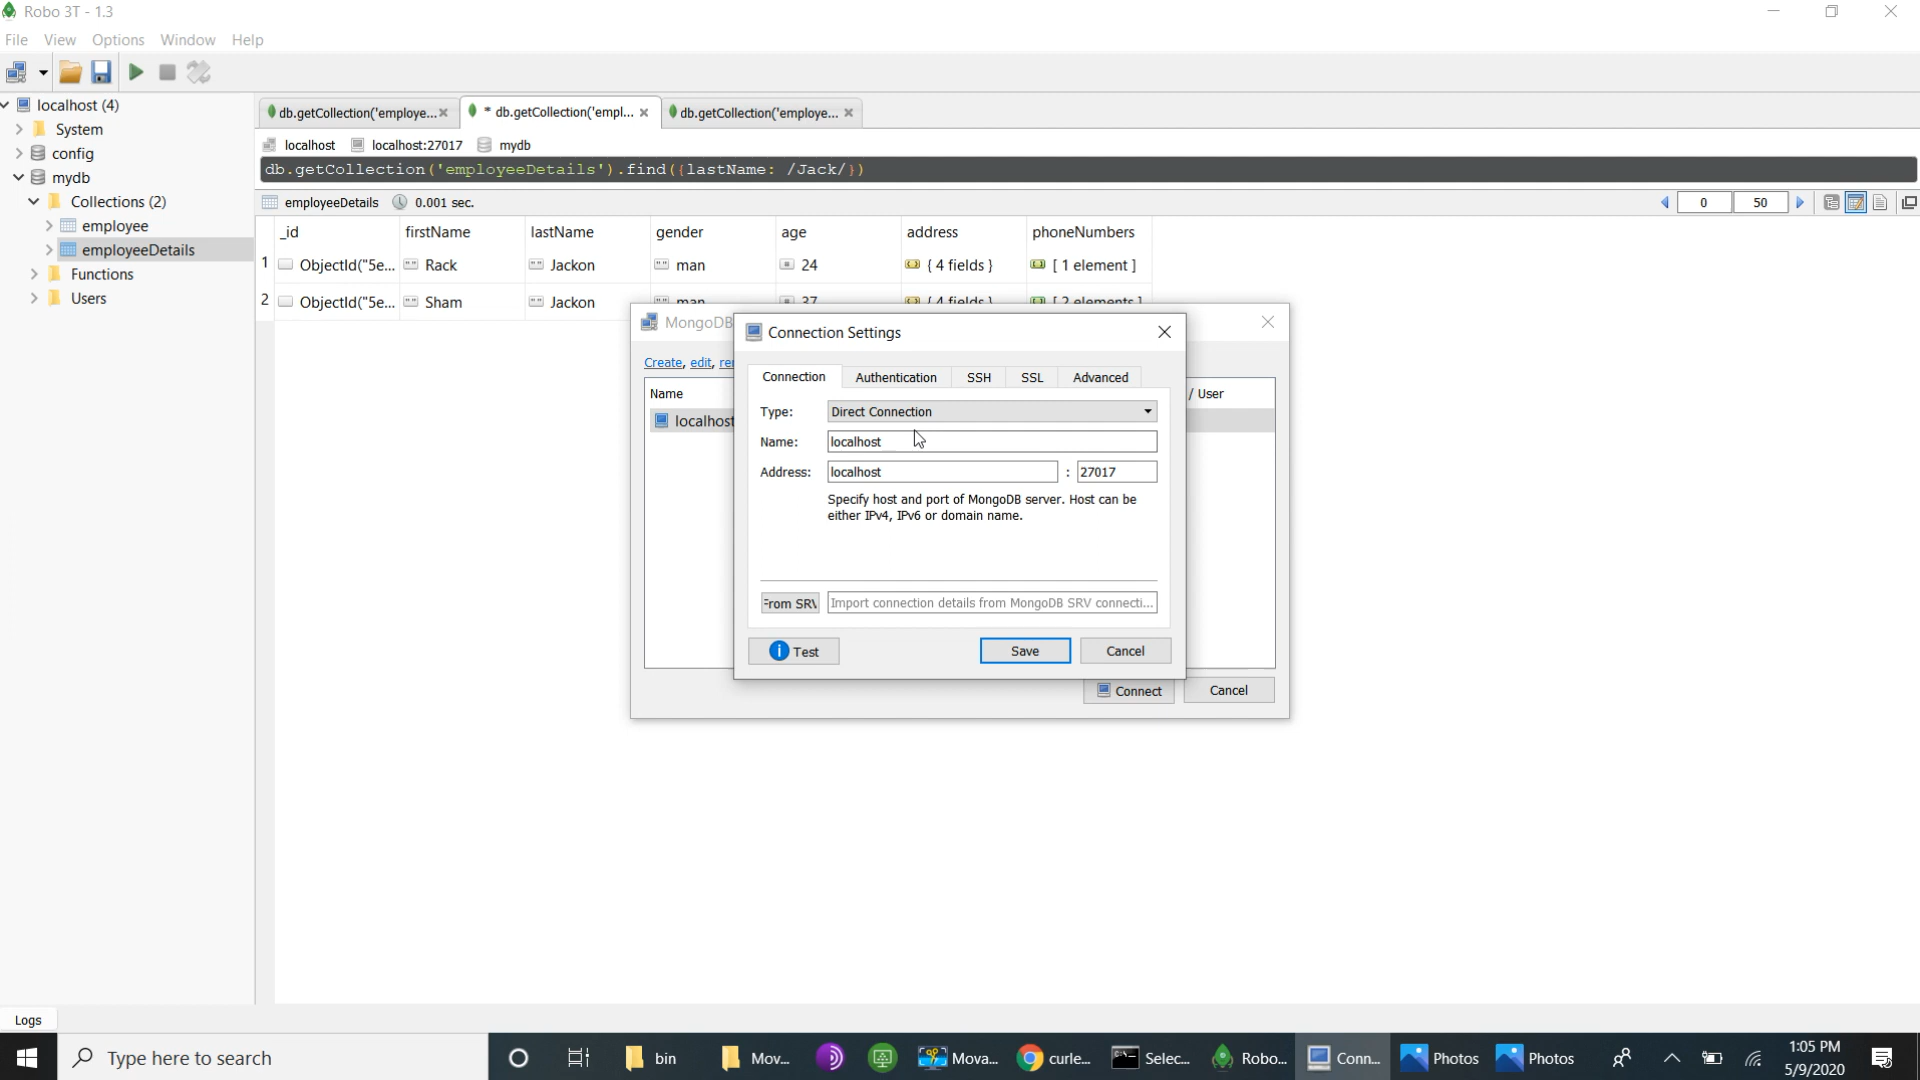 Robo 3T - 1.3
File View Options Window Help
localhost (4)
System
config
mydb
Collections (2)
employee
employeeDetails
Functions
Users
db.getCollection('employe... * db.getCollection('empl... db.getCollection('employe...
localhost localhost:27017 mydb
db.getCollection('employeeDetails').find({lastName: /Jack/})
employeeDetails 0.001 sec. 0 50
_id firstName lastName gender age address phoneNumbers
1 ObjectId("5e... Rack Jackon man 24 { 4 fields } [ 1 element ]
2 ObjectId("5e... Sham Jackon man 37 { 4 fields } [ 2 elements ]
MongoDB
Create, edit, re
Name / User
localhost
Connect Cancel
Connection Settings
Connection Authentication SSH SSL Advanced
Type: Direct Connection
Name: localhost
Address: localhost : 27017
Specify host and port of MongoDB server. Host can be
either IPv4, IPv6 or domain name.
From SRV Import connection details from MongoDB SRV connecti...
Test Save Cancel
Logs
Type here to search bin Mov... Mova... curle... Selec... Robo... Conn... Photos Photos 1:05 PM
5/9/2020